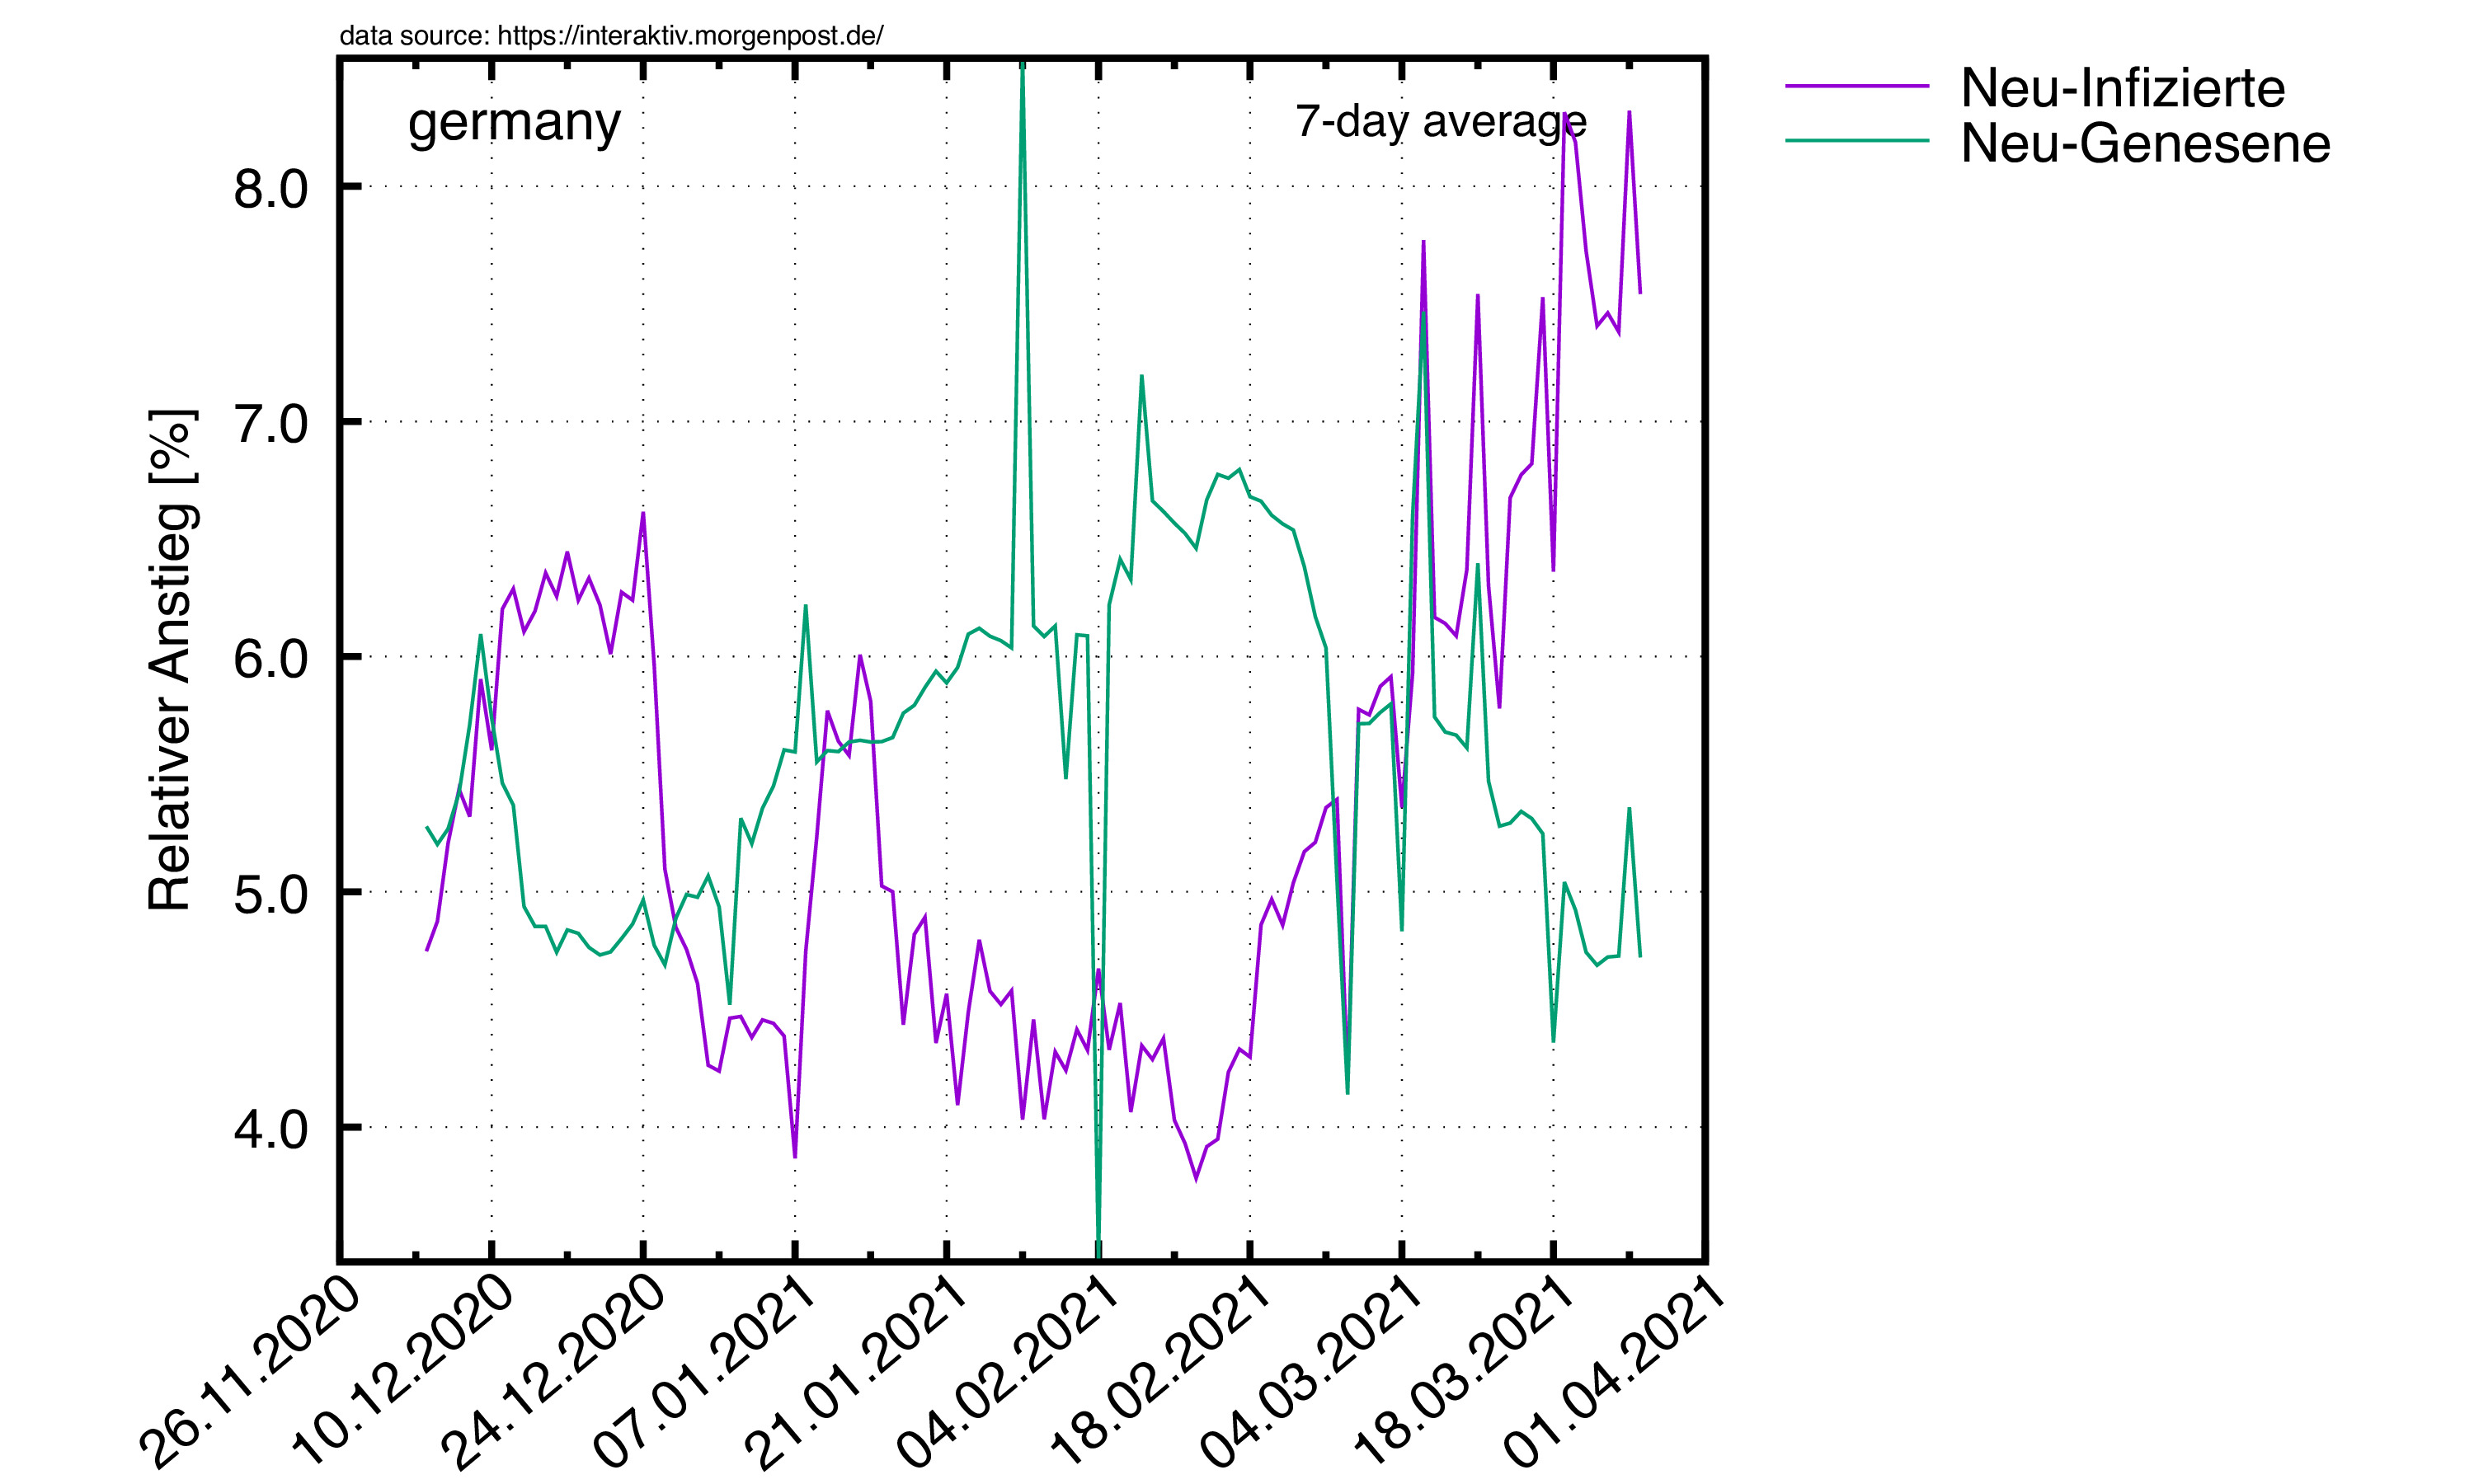 data source: https://interaktiv.morgenpost.de/
germany
7-day average
Neu-Infizierte
Neu-Genesene
Relativer Anstieg [%]
8.0
7.0
6.0
5.0
4.0
26.11.2020
10.12.2020
24.12.2020
07.01.2021
21.01.2021
04.02.2021
18.02.2021
04.03.2021
18.03.2021
01.04.2021